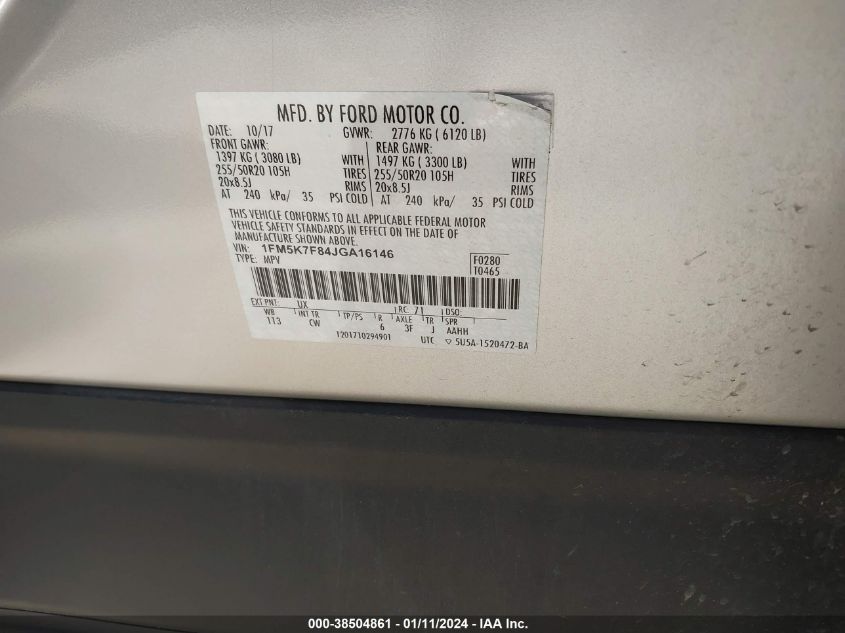 MFD. BY FORD MOTOR CO.
DATE: 10/17 GVWR: 2776 KG ( 6120 LB)
FRONT GAWR: REAR GAWR:
1397 KG ( 3080 LB) WITH 1497 KG ( 3300 LB) WITH
255/50R20 105H TIRES 255/50R20 105H TIRES
20x8.5J RIMS 20x8.5J RIMS
AT 240 kPa/ 35 PSI COLD AT 240 kPa/ 35 PSI COLD
THIS VEHICLE CONFORMS TO ALL APPLICABLE FEDERAL MOTOR
VEHICLE SAFETY STANDARDS IN EFFECT ON THE DATE OF
MANUFACTURE SHOWN ABOVE.
VIN: 1FM5K7F84JGA16146
TYPE: MPV
F0280
T0465
EXT PNT: UX RC: 71 DSO:
WB INT TR TP/PS R AXLE TR SPR
113 CW 6 3F J AAHH
1201710294901 UTC ▽ 5U5A-1520472-BA
000-38504861 - 01/11/2024 - IAA Inc.